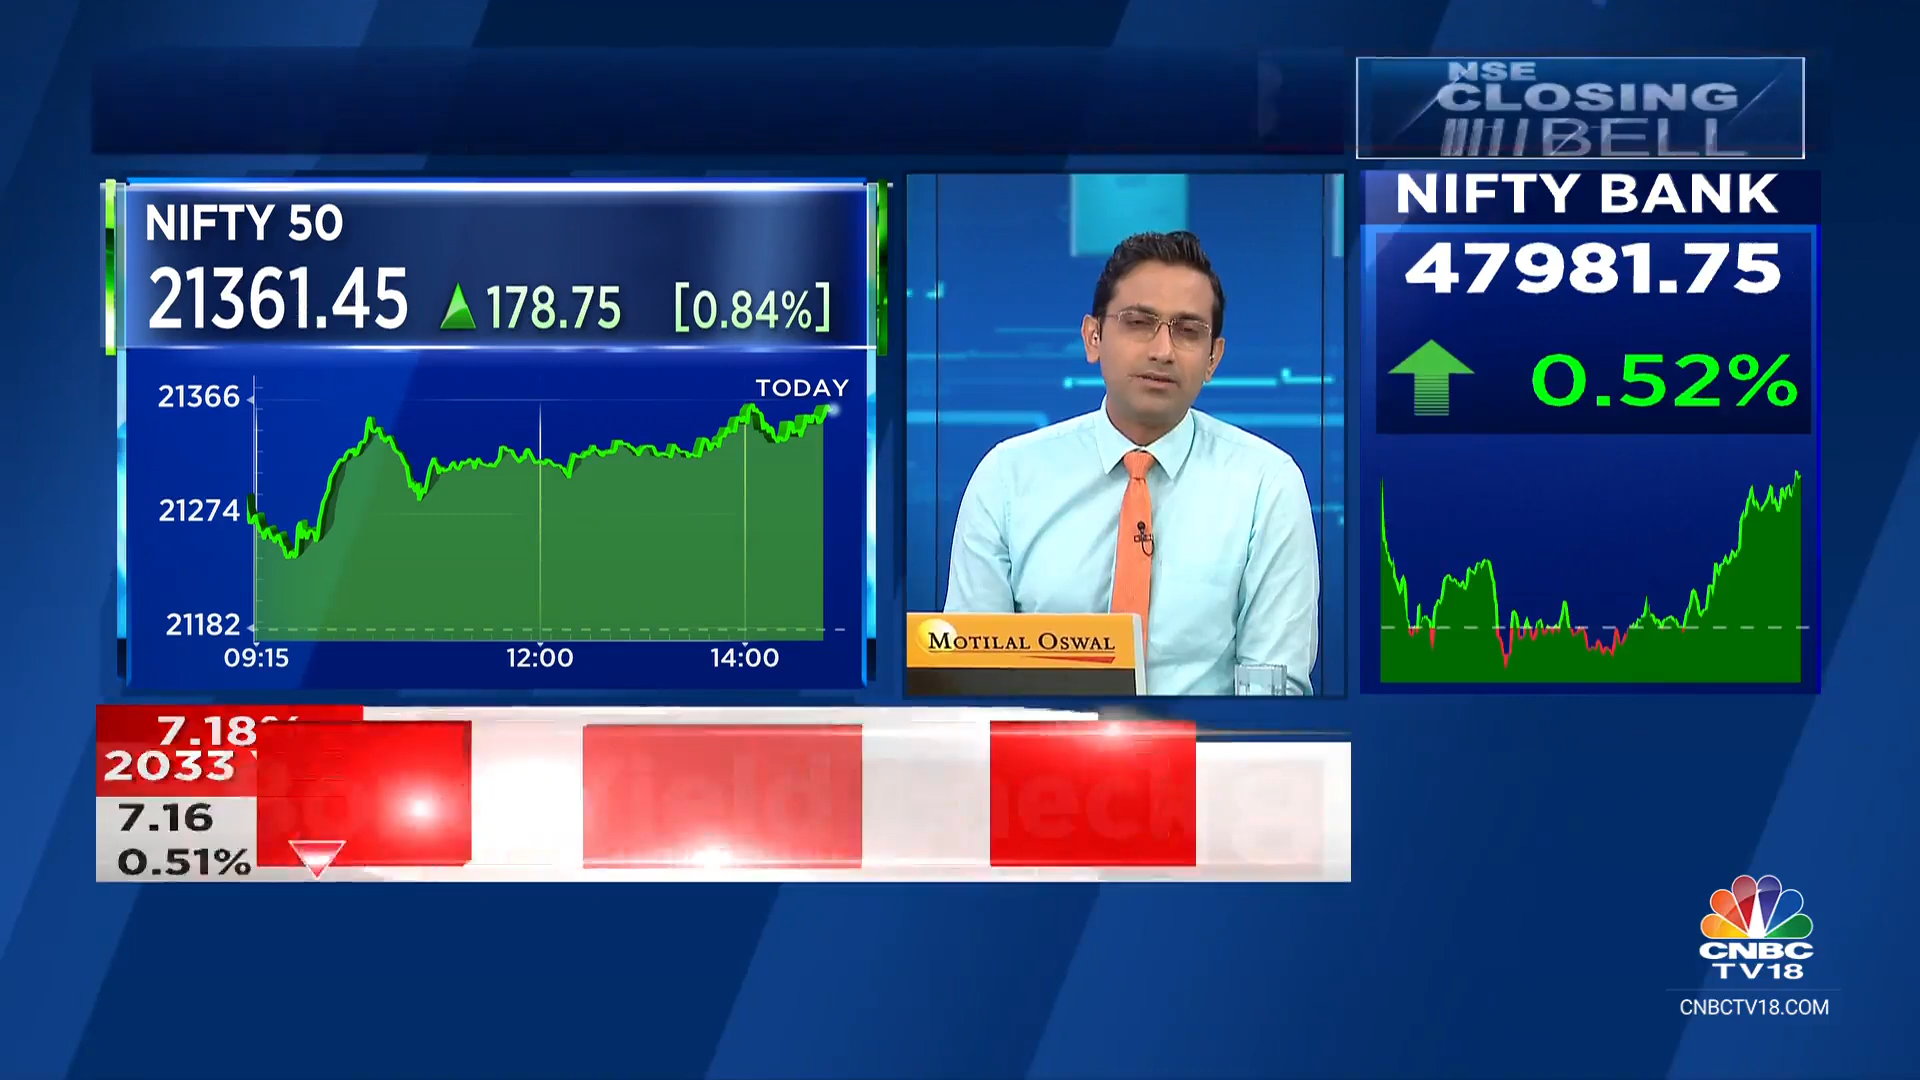 NSE
CLOSING
BELL
NIFTY 50
21361.45 178.75 [0.84%]
TODAY
21366
21274
21182
09:15 12:00 14:00
MOTILAL OSWAL
NIFTY BANK
47981.75
0.52%
7.18%
2033
7.16
0.51%
CNBC
TV18
CNBCTV18.COM